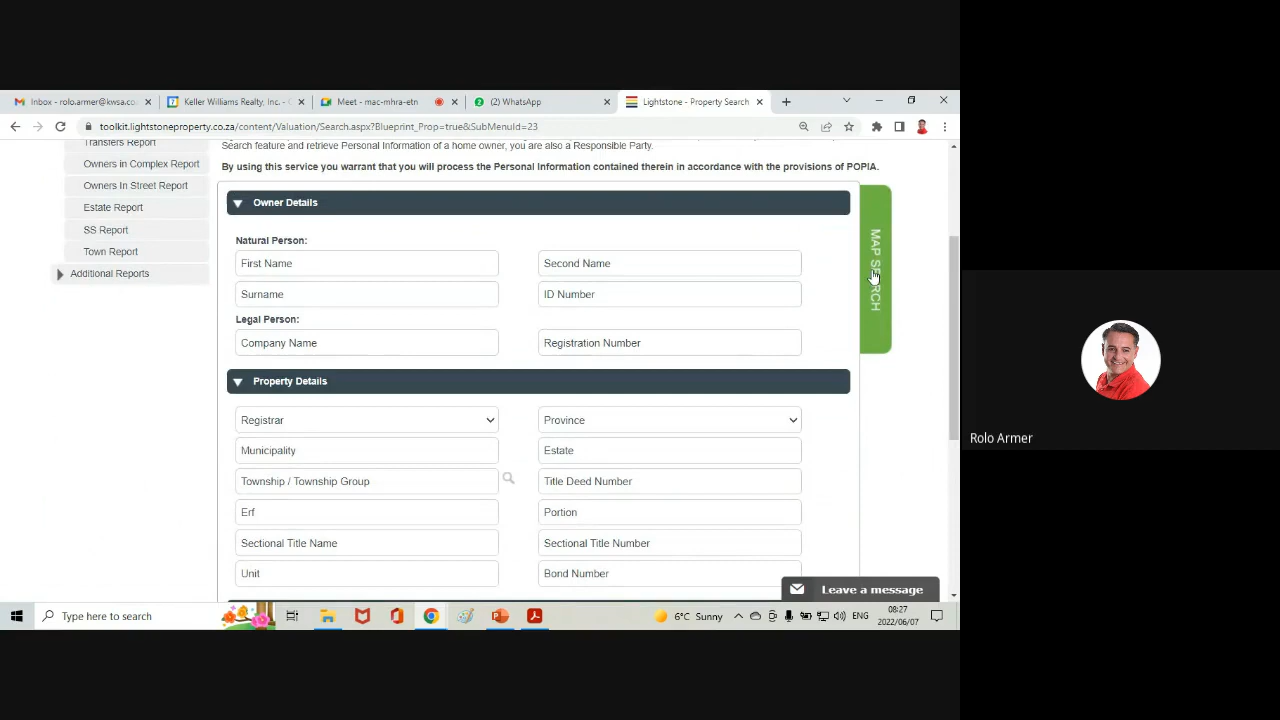 Inbox - rolo.armer@kwsa.co
Keller Williams Realty, Inc. - C
Meet - mac-mhra-etn
(2) WhatsApp
Lightstone - Property Search
toolkit.lightstoneproperty.co.za/content/Valuation/Search.aspx?Blueprint_Prop=true&SubMenuId=23
Transfers Report
Owners in Complex Report
Owners In Street Report
Estate Report
SS Report
Town Report
Additional Reports
Search feature and retrieve Personal Information of a home owner, you are also a Responsible Party.
By using this service you warrant that you will process the Personal Information contained therein in accordance with the provisions of POPIA.
Owner Details
Natural Person:
First Name
Second Name
Surname
ID Number
Legal Person:
Company Name
Registration Number
Property Details
Registrar
Province
Municipality
Estate
Township / Township Group
Title Deed Number
Erf
Portion
Sectional Title Name
Sectional Title Number
Unit
Bond Number
MAP SEARCH
Leave a message
Type here to search
6°C Sunny
ENG
08:27
2022/06/07
Rolo Armer